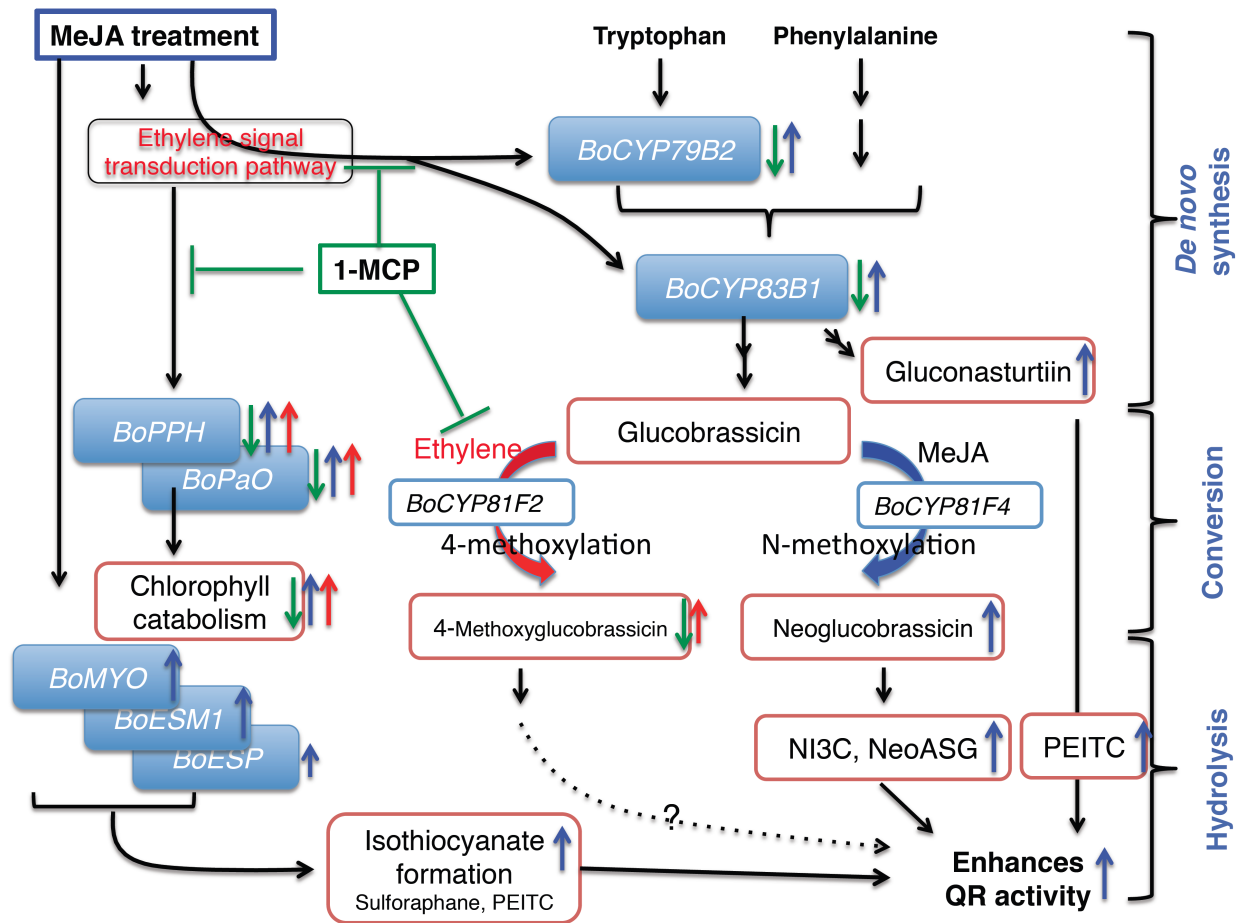 MeJA treatment
Tryptophan
Phenylalanine
Ethylene signal
transduction pathway
BoCYP79B2
De novo
synthesis
1-MCP
BoCYP83B1
Gluconasturtiin
BoPPH
BoPaO
Ethylene
Glucobrassicin
MeJA
BoCYP81F2
BoCYP81F4
4-methoxylation
N-methoxylation
Conversion
Chlorophyll
catabolism
4-Methoxyglucobrassicin
Neoglucobrassicin
BoMYO
BoESM1
BoESP
NI3C, NeoASG
PEITC
Hydrolysis
?
Isothiocyanate
formation
Sulforaphane, PEITC
Enhances
QR activity